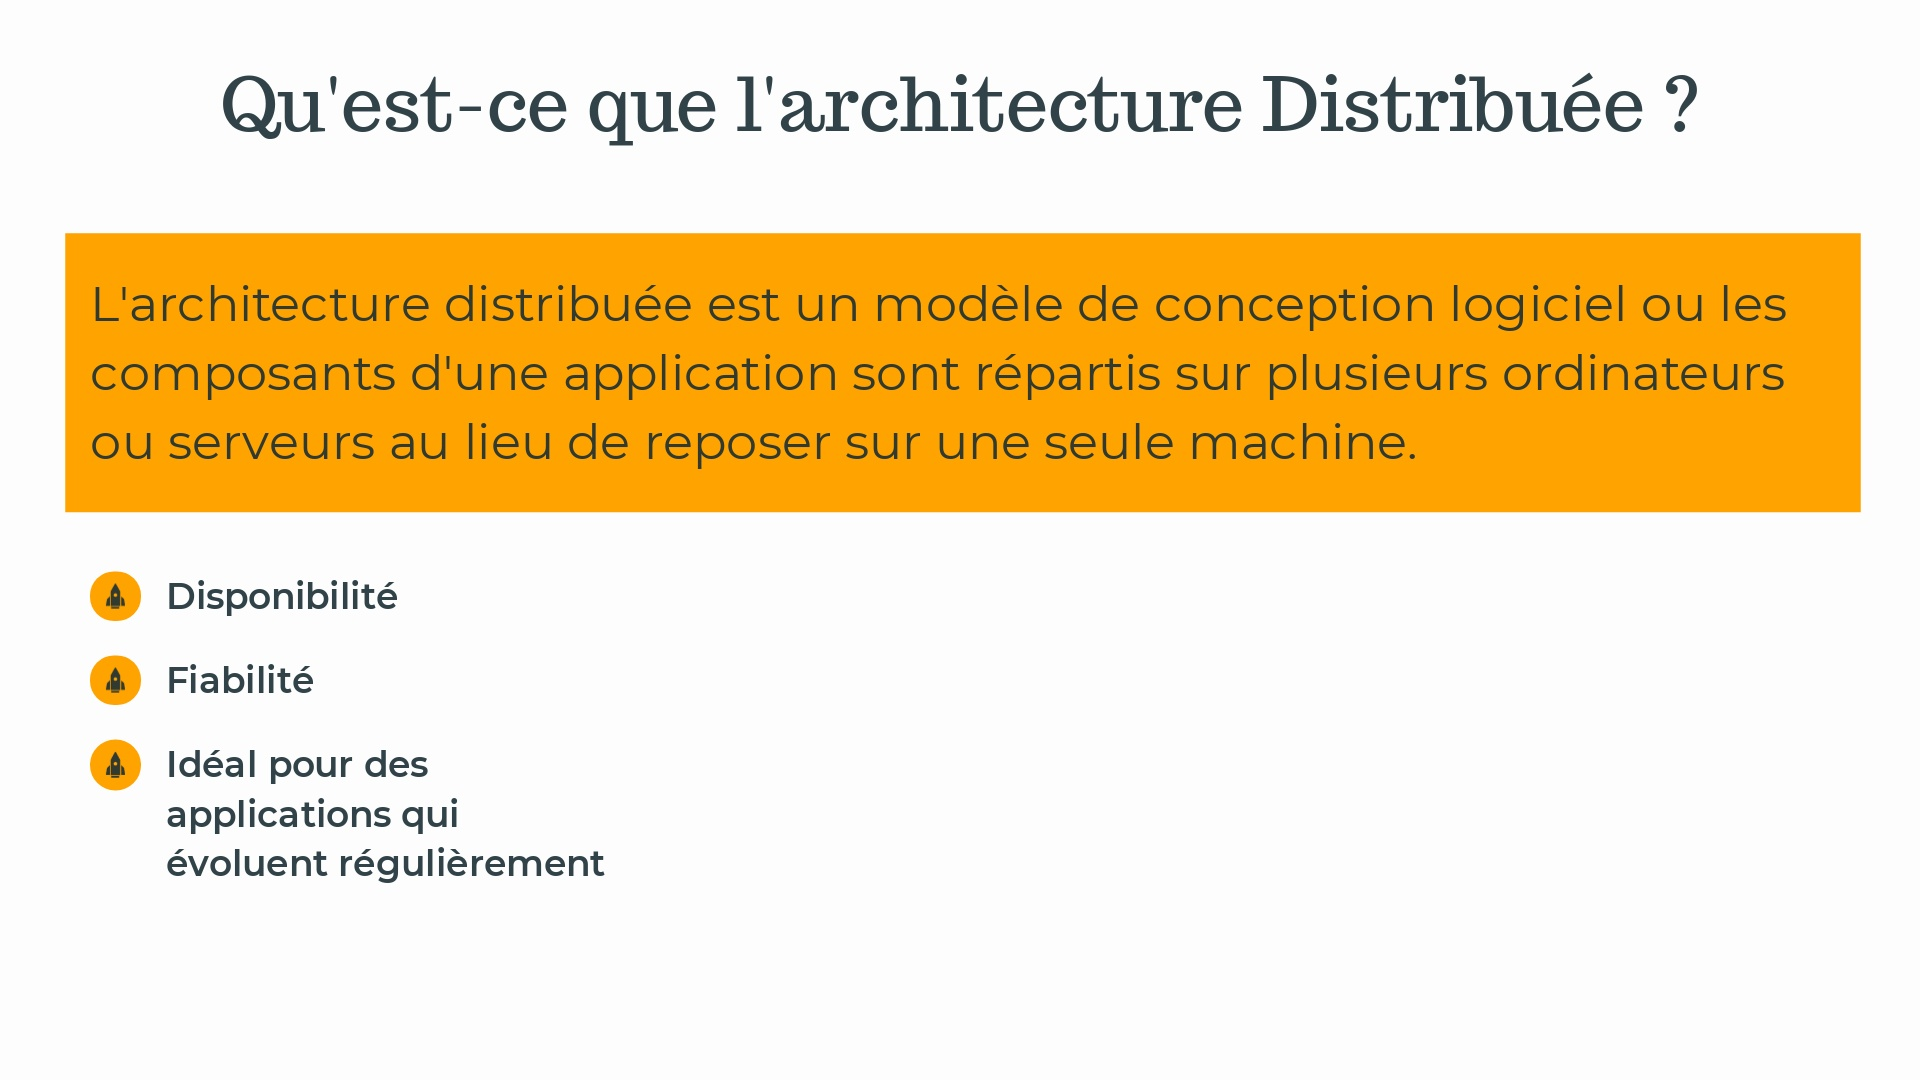 Qu'est-ce que l'architecture Distribuée ?
L'architecture distribuée est un modèle de conception logiciel ou les
composants d'une application sont répartis sur plusieurs ordinateurs
ou serveurs au lieu de reposer sur une seule machine.
Disponibilité
Fiabilité
Idéal pour des
applications qui
évoluent régulièrement